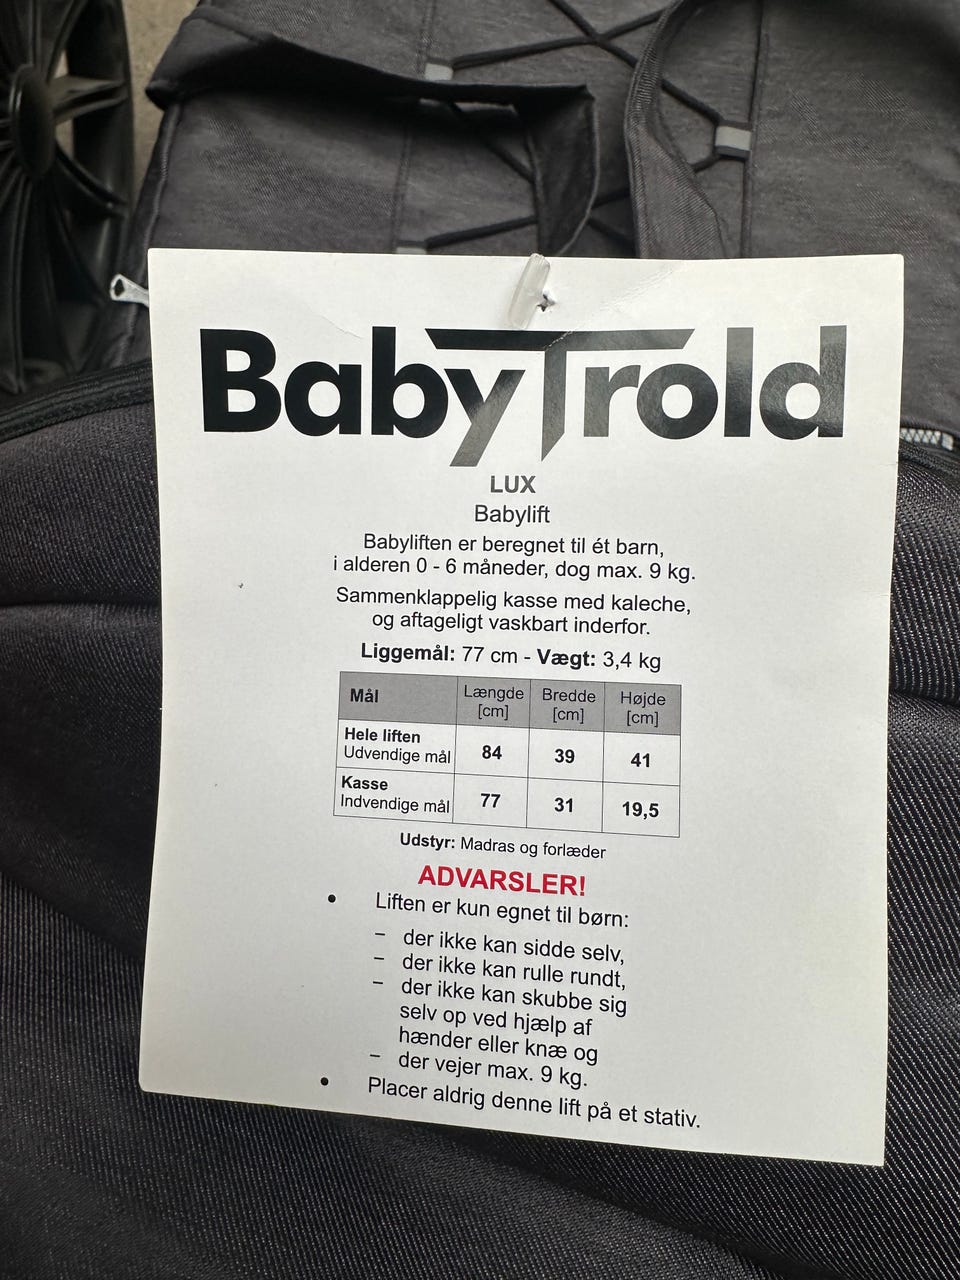 BabyTrold
LUX
Babylift
Babyliften er beregnet til ét barn,
i alderen 0 - 6 måneder, dog max. 9 kg.
Sammenklappelig kasse med kaleche,
og aftageligt vaskbart inderfor.
Liggemål: 77 cm - Vægt: 3,4 kg
Mål Længde [cm] Bredde [cm] Højde [cm]
Hele liften
Udvendige mål 84 39 41
Kasse
Indvendige mål 77 31 19,5
Udstyr: Madras og forlæder
ADVARSLER!
• Liften er kun egnet til børn:
– der ikke kan sidde selv,
– der ikke kan rulle rundt,
– der ikke kan skubbe sig
selv op ved hjælp af
hænder eller knæ og
– der vejer max. 9 kg.
• Placer aldrig denne lift på et stativ.